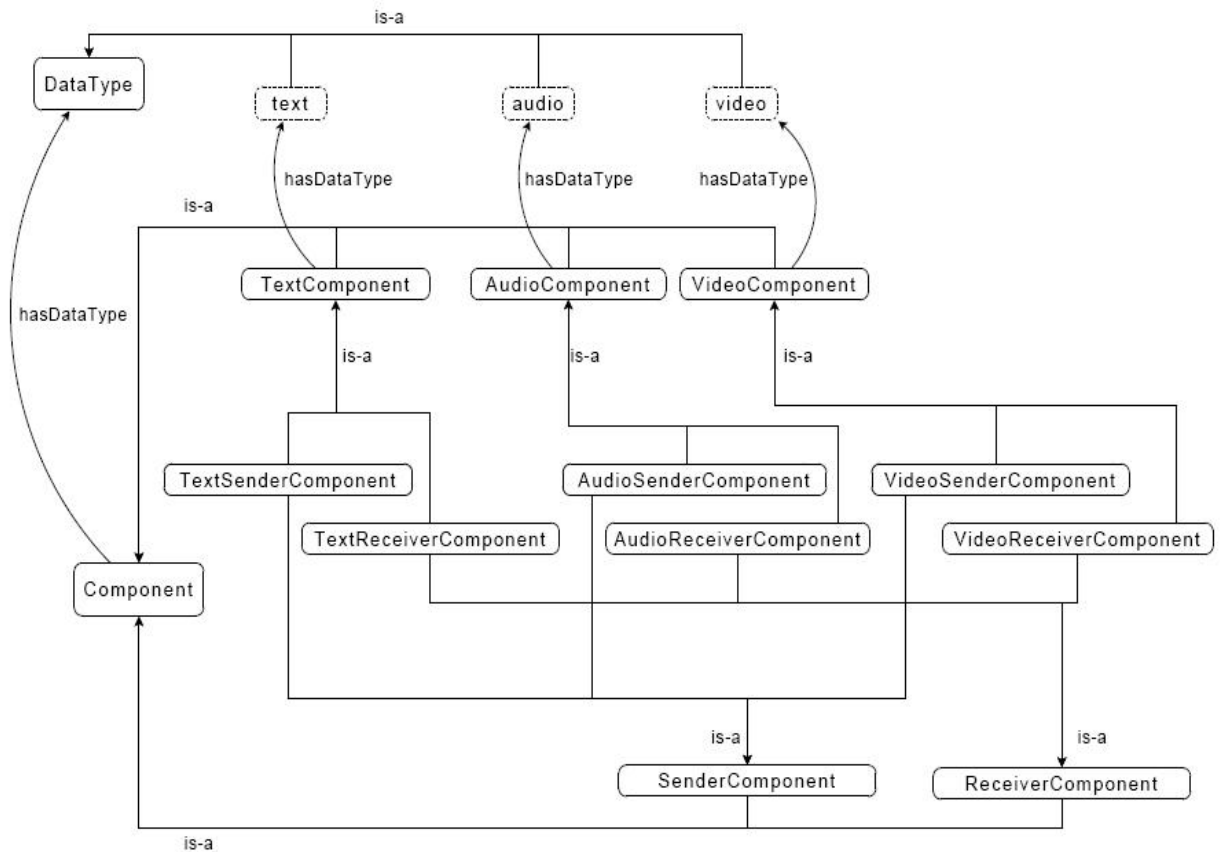 is-a
DataType
text
audio
video
hasDataType
hasDataType
hasDataType
is-a
TextComponent
AudioComponent
VideoComponent
hasDataType
is-a
is-a
is-a
TextSenderComponent
AudioSenderComponent
VideoSenderComponent
TextReceiverComponent
AudioReceiverComponent
VideoReceiverComponent
Component
is-a
is-a
SenderComponent
ReceiverComponent
is-a